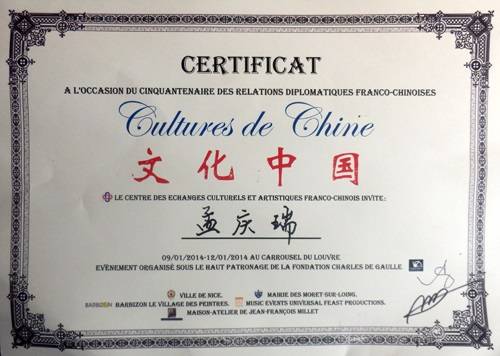 CERTIFICAT
A L'OCCASION DU CINQUANTENAIRE DES RELATIONS DIPLOMATIQUES FRANCO-CHINOISES
Cultures de Chine
文化中国
LE CENTRE DES ECHANGES CULTURELS ET ARTISTIQUES FRANCO-CHINOIS INVITE:
孟庆瑞
09/01/2014-12/01/2014 AU CARROUSEL DU LOUVRE
EVÈNEMENT ORGANISÉ SOUS LE HAUT PATRONAGE DE LA FONDATION CHARLES DE GAULLE
VILLE DE NICE. MAIRIE DES MORET-SUR-LOING.
BARBIZON BARBIZON LE VILLAGE DES PEINTRES. MUSIC EVENTS UNIVERSAL FEAST PRODUCTIONS.
MAISON-ATELIER DE JEAN-FRANÇOIS MILLET